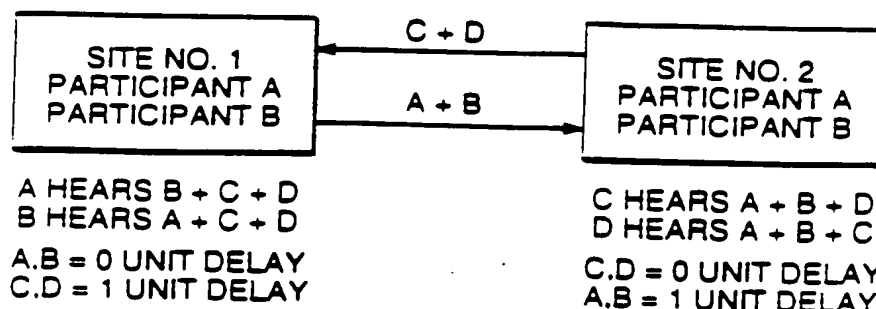 C + D
SITE NO. 1
PARTICIPANT A
PARTICIPANT B
A + B
SITE NO. 2
PARTICIPANT A
PARTICIPANT B
A HEARS B + C + D
B HEARS A + C + D
A.B = 0 UNIT DELAY
C.D = 1 UNIT DELAY
C HEARS A + B + D
D HEARS A + B + C
C.D = 0 UNIT DELAY
A.B = 1 UNIT DELAY